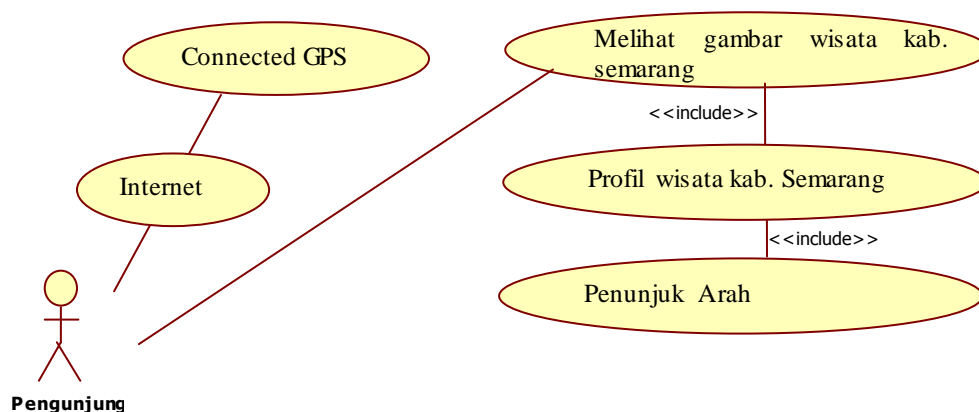 Connected GPS
Internet
Pengunjung
Melihat gambar wisata kab.
semarang
<<include>>
Profil wisata kab. Semarang
<<include>>
Penunjuk Arah